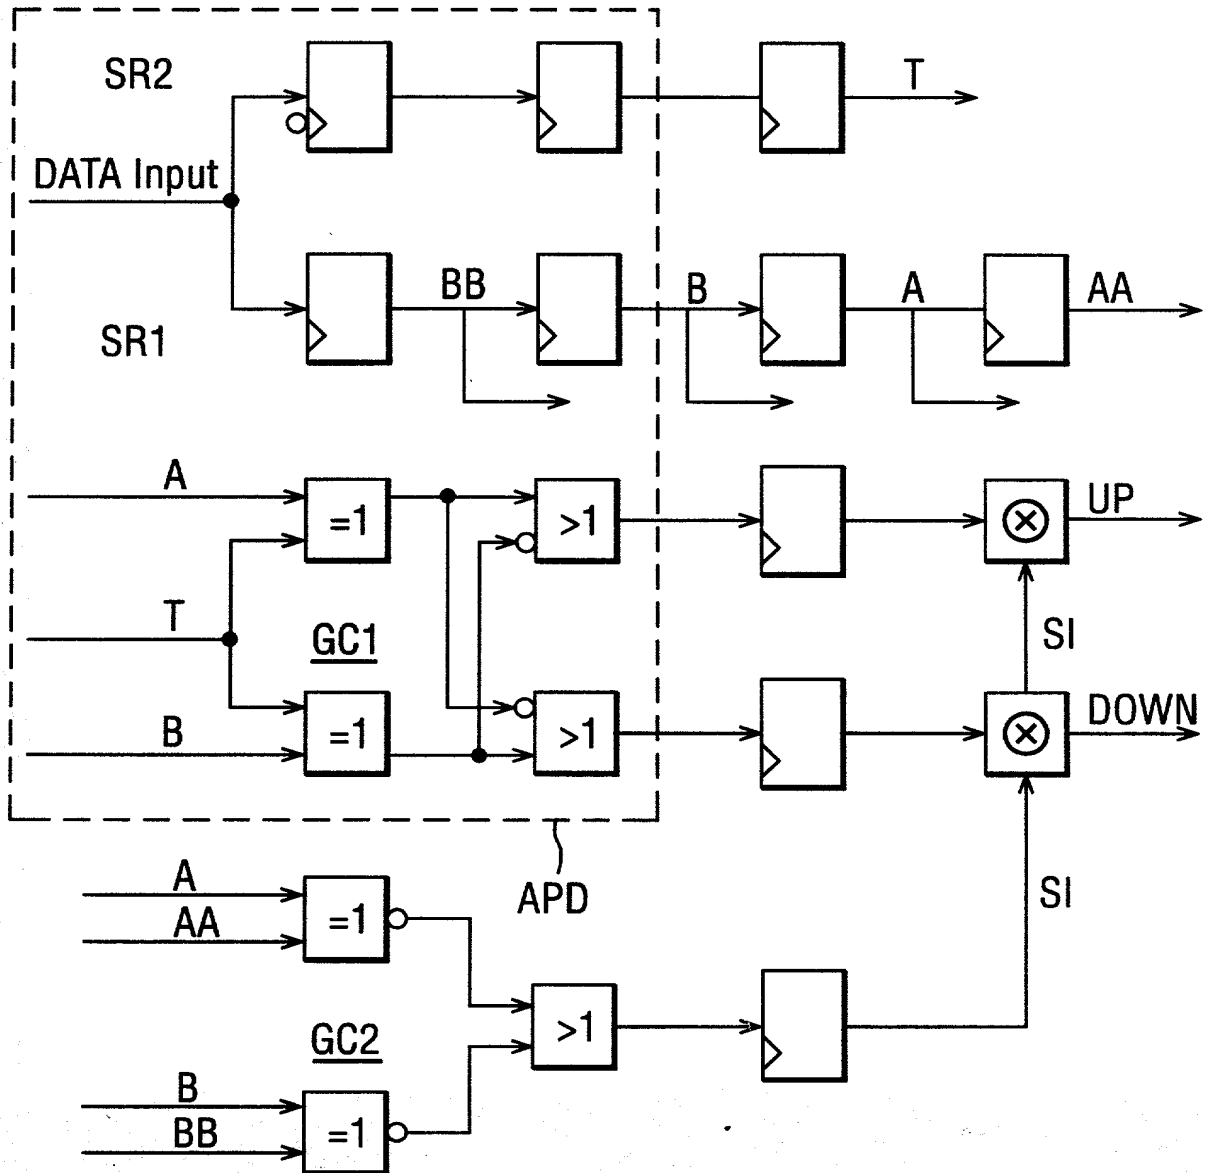 SR2
T
DATA Input
BB
B
A
AA
SR1
A
=1
>1
UP
T
GC1
SI
B
=1
>1
DOWN
A
AA
=1
APD
SI
>1
GC2
B
BB
=1